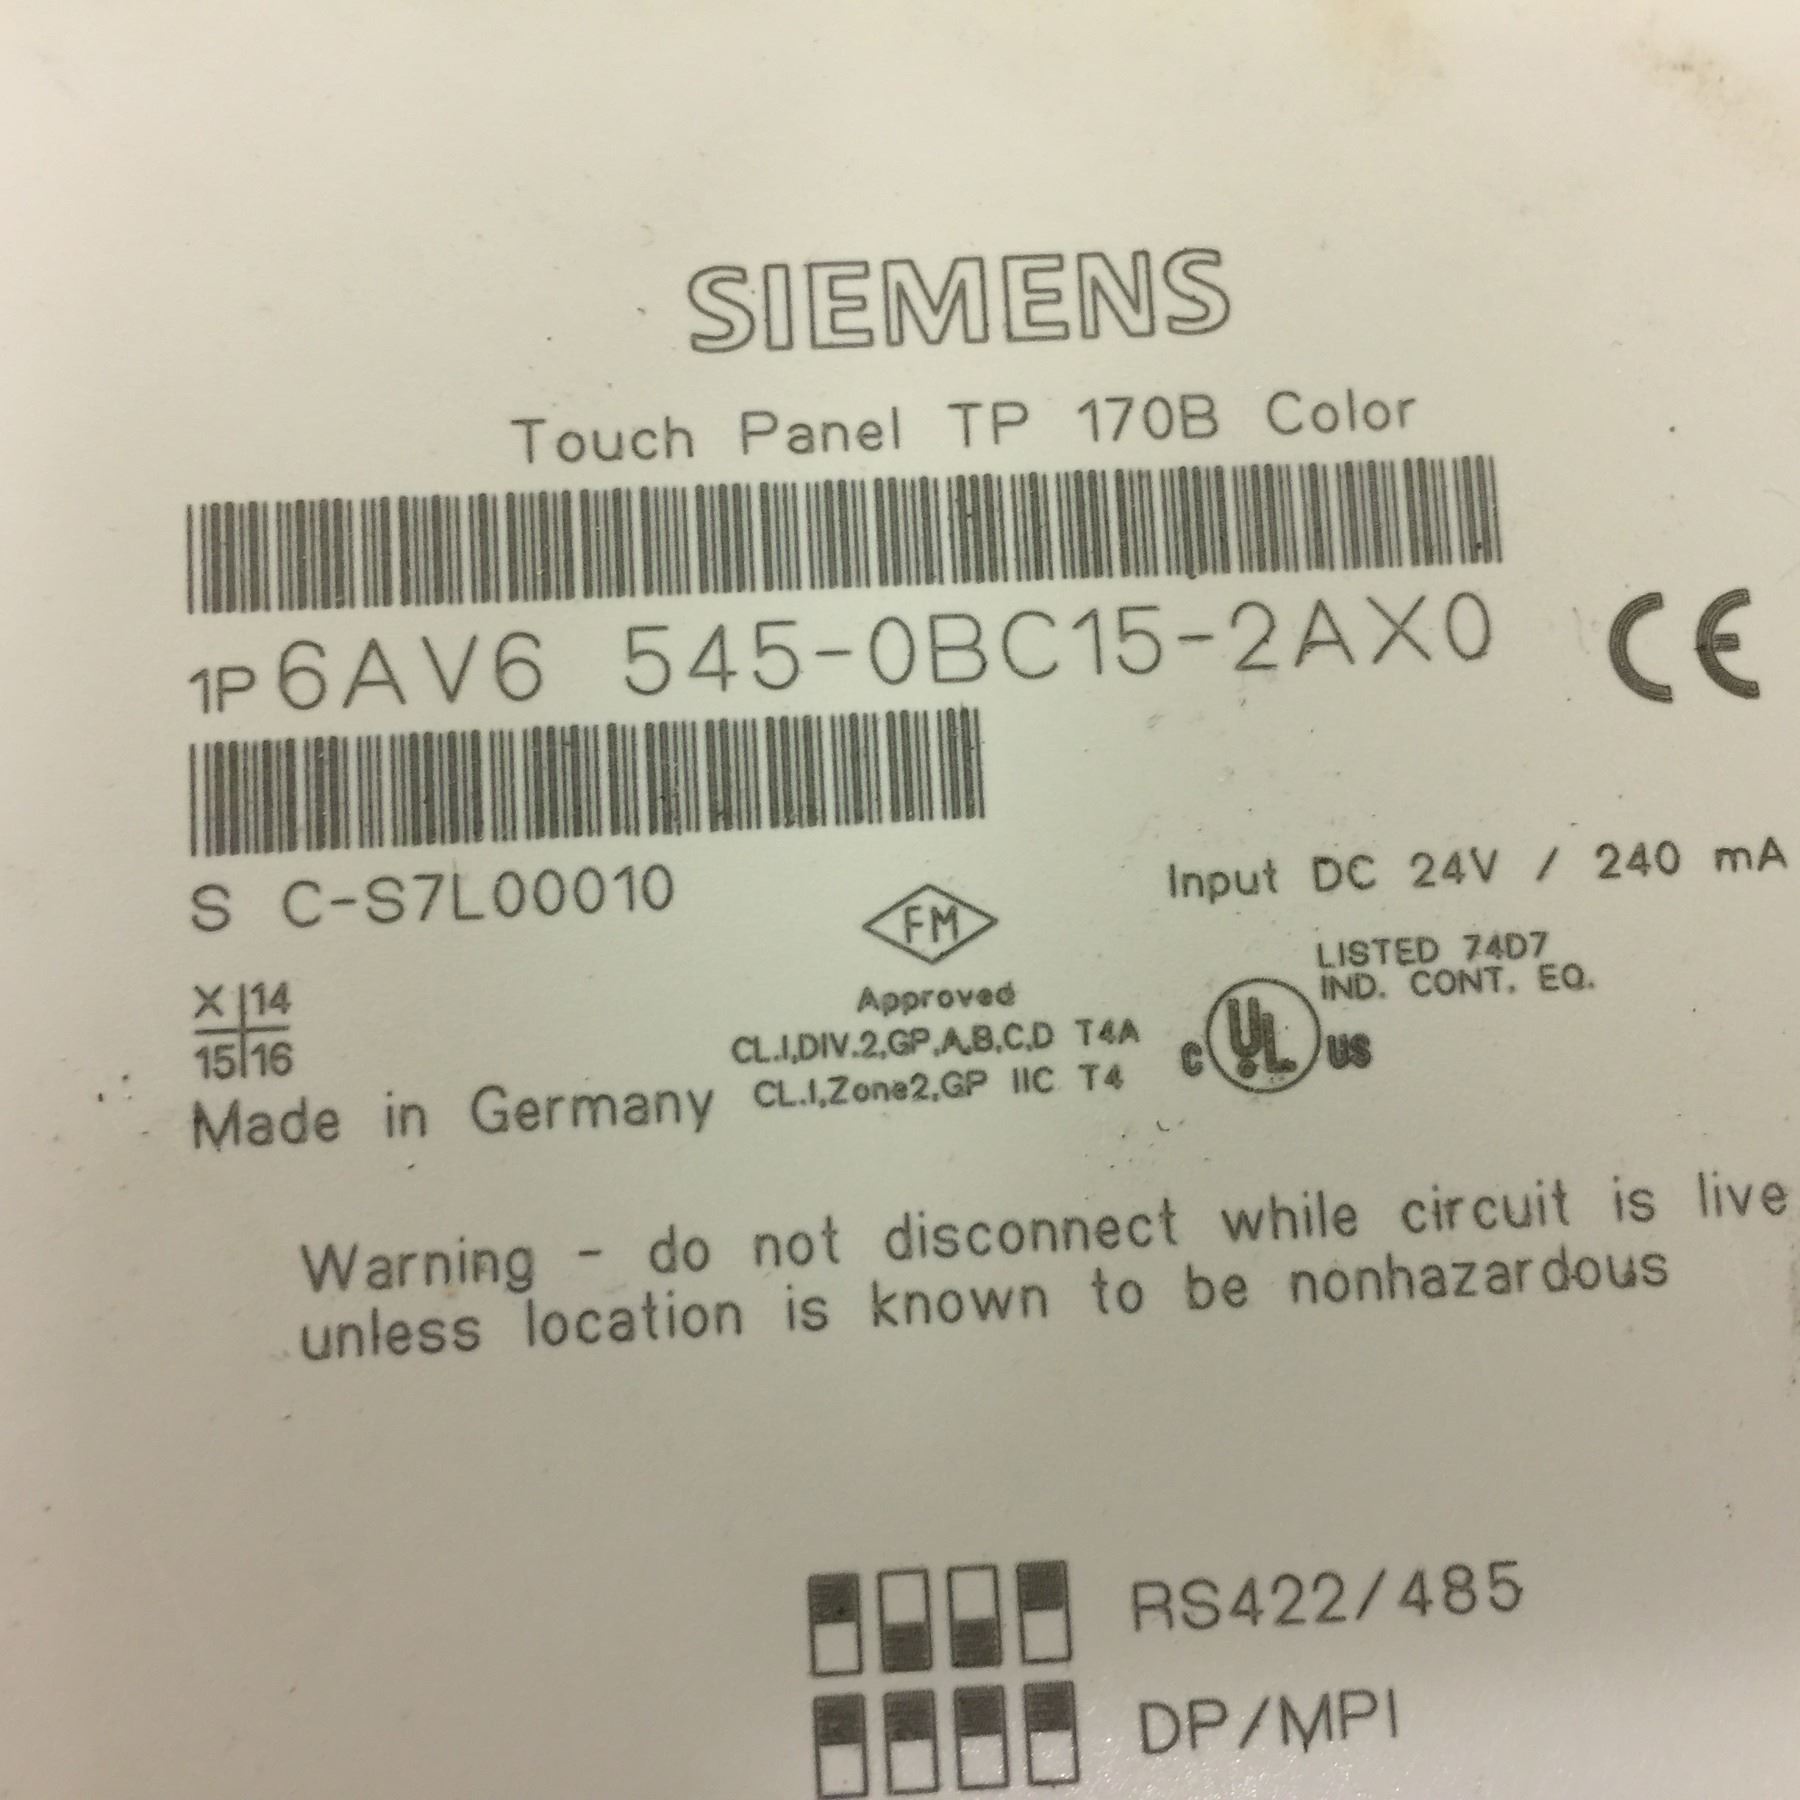 SIEMENS
Touch Panel TP 170B Color
1P 6AV6 545-0BC15-2AX0
CE
S C-S7L00010
Input DC 24V / 240 mA
FM
Approved
CL.I,DIV.2,GP.A,B,C,D T4A
CL.I,Zone2,GP IIC T4
LISTED 74D7
IND. CONT. EQ.
C UL US
X 14
15 16
Made in Germany
Warning - do not disconnect while circuit is live
unless location is known to be nonhazardous
RS422/485
DP/MPI